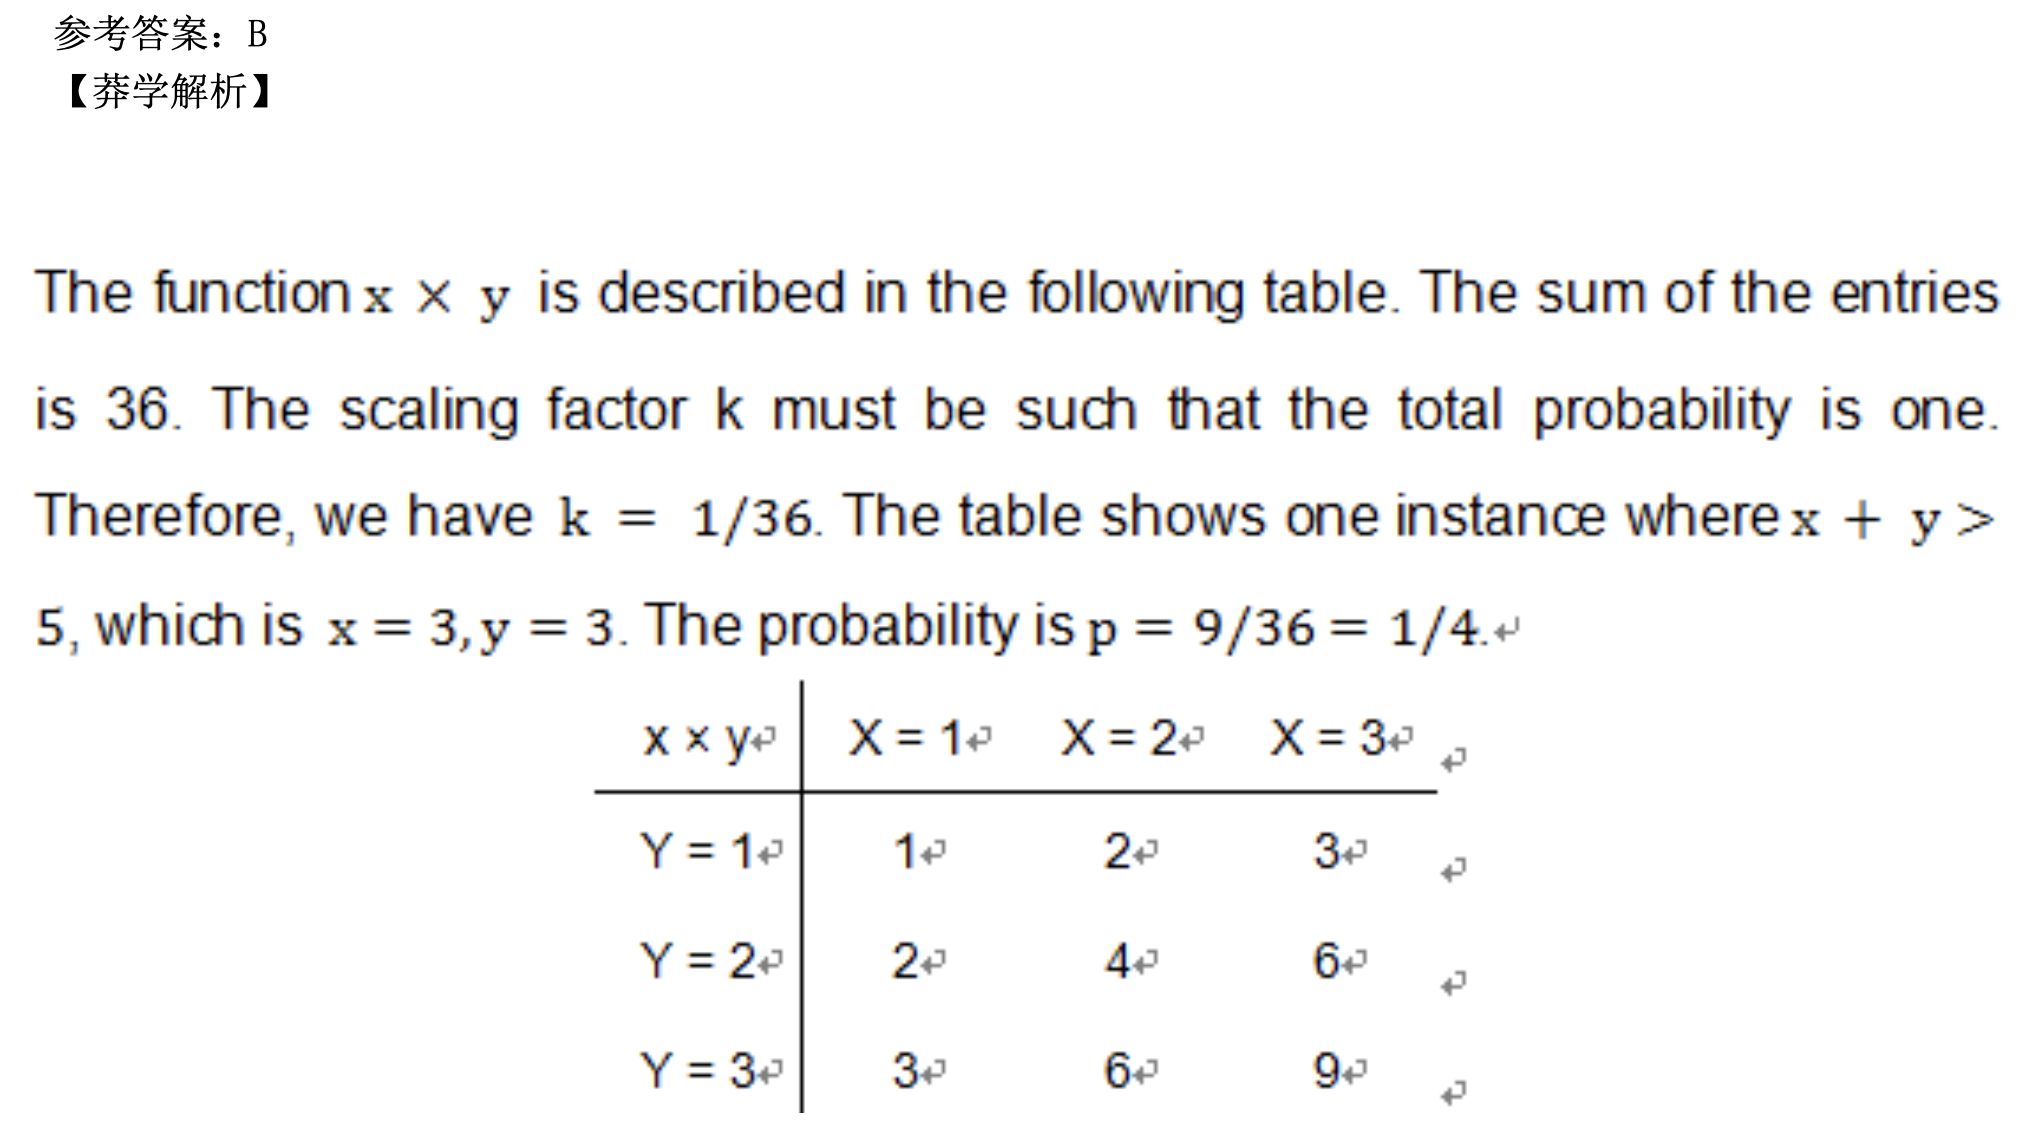 参考答案：B
【莽学解析】
The function x × y is described in the following table. The sum of the entries
is 36. The scaling factor k must be such that the total probability is one.
Therefore, we have k = 1/36. The table shows one instance where x + y >
5, which is x = 3, y = 3. The probability is p = 9/36 = 1/4.↵
x × y↵ X = 1↵ X = 2↵ X = 3↵ ↵
Y = 1↵ 1↵ 2↵ 3↵ ↵
Y = 2↵ 2↵ 4↵ 6↵ ↵
Y = 3↵ 3↵ 6↵ 9↵ ↵